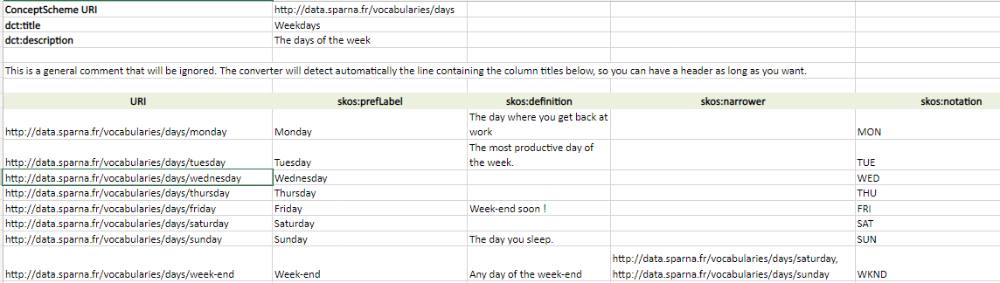 ConceptScheme URI http://data.sparna.fr/vocabularies/days
dct:title Weekdays
dct:description The days of the week
This is a general comment that will be ignored. The converter will detect automatically the line containing the column titles below, so you can have a header as long as you want.
URI skos:prefLabel skos:definition skos:narrower skos:notation
The day where you get back at
http://data.sparna.fr/vocabularies/days/monday Monday work MON
The most productive day of
http://data.sparna.fr/vocabularies/days/tuesday Tuesday the week. TUE
http://data.sparna.fr/vocabularies/days/wednesday Wednesday WED
http://data.sparna.fr/vocabularies/days/thursday Thursday THU
http://data.sparna.fr/vocabularies/days/friday Friday Week-end soon ! FRI
http://data.sparna.fr/vocabularies/days/saturday Saturday SAT
http://data.sparna.fr/vocabularies/days/sunday Sunday The day you sleep. SUN
http://data.sparna.fr/vocabularies/days/saturday,
http://data.sparna.fr/vocabularies/days/week-end Week-end Any day of the week-end http://data.sparna.fr/vocabularies/days/sunday WKND